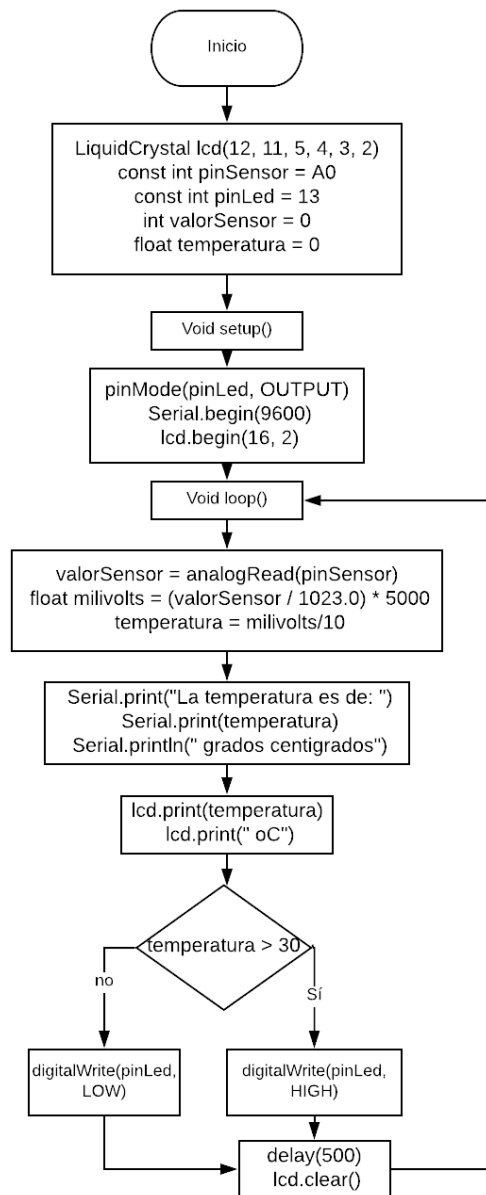 Inicio
LiquidCrystal lcd(12, 11, 5, 4, 3, 2)
const int pinSensor = A0
const int pinLed = 13
int valorSensor = 0
float temperatura = 0
Void setup()
pinMode(pinLed, OUTPUT)
Serial.begin(9600)
lcd.begin(16, 2)
Void loop()
valorSensor = analogRead(pinSensor)
float milivolts = (valorSensor / 1023.0) * 5000
temperatura = milivolts/10
Serial.print("La temperatura es de: ")
Serial.print(temperatura)
Serial.println(" grados centigrados")
lcd.print(temperatura)
lcd.print(" oC")
temperatura > 30
no
Sí
digitalWrite(pinLed,
LOW)
digitalWrite(pinLed,
HIGH)
delay(500)
lcd.clear()